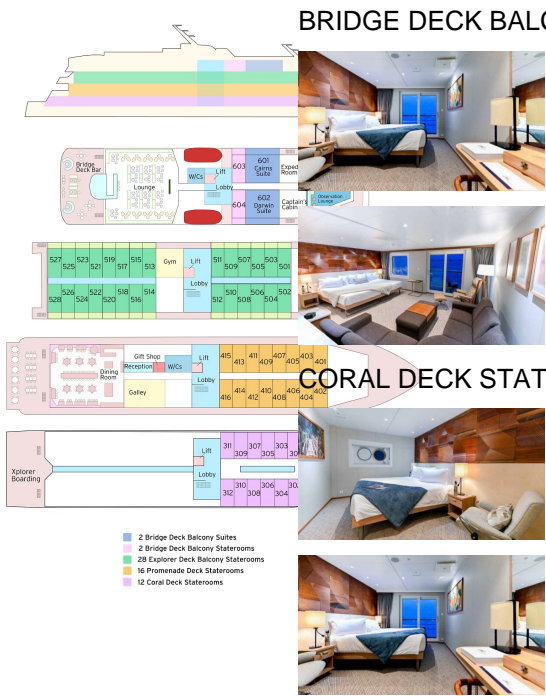 BRIDGE DECK BALC
Bridge
Deck Bar
Lounge
W/Cs
Lift
Lobby
603
604
601
Cairns
Suite
602
Darwin
Suite
Exped
Room
Captain's
Cabin
Observation
Lounge
527 523 519 515
525 521 517 513
526 522 518 514
528 524 520 516
Gym
Lift
Lobby
511 507 503
509 505 501
510 506 502
512 508 504
Dining
Room
Gift Shop
Reception
W/Cs
Galley
Lift
Lobby
415 411 407 403
413 409 405 401
414 410 406 402
416 412 408 404
CORAL DECK STAT
Xplorer
Boarding
Lift
Lobby
311 307 303
309 305
310 306
312 308 304
2 Bridge Deck Balcony Suites
2 Bridge Deck Balcony Staterooms
28 Explorer Deck Balcony Staterooms
16 Promenade Deck Staterooms
12 Coral Deck Staterooms